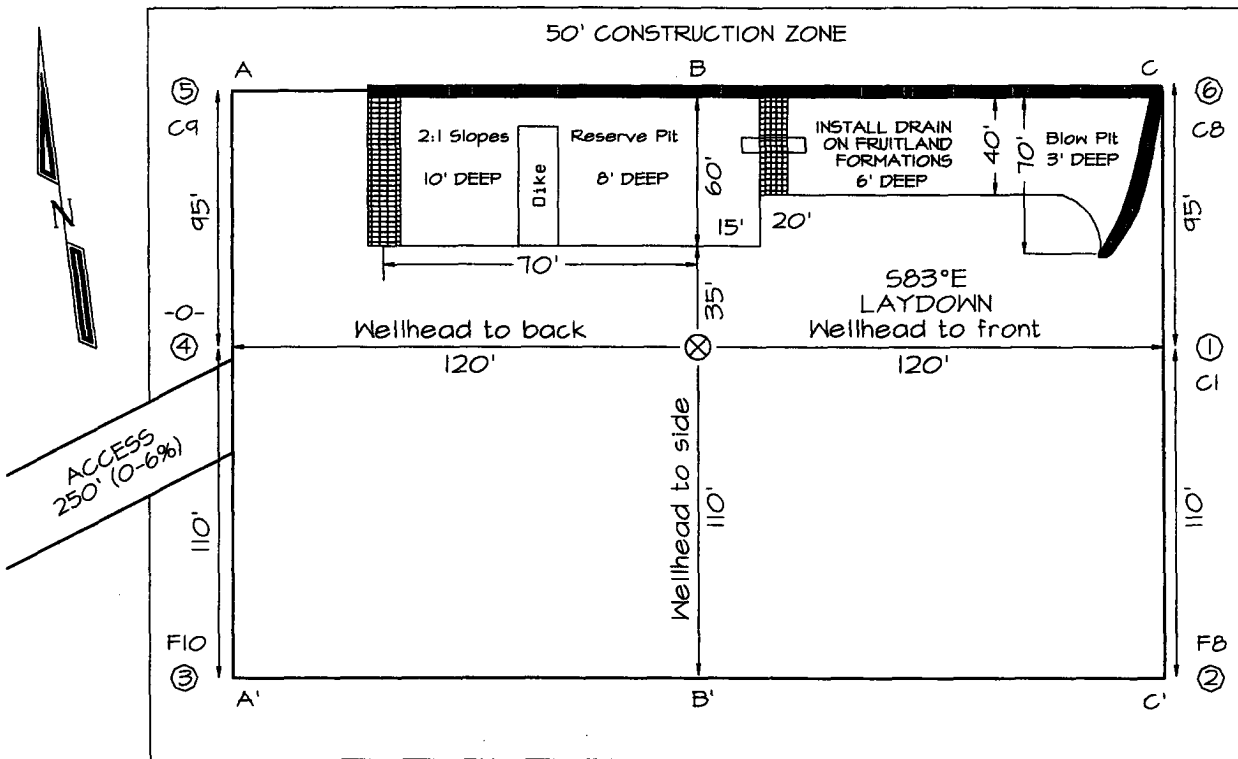 50' CONSTRUCTION ZONE
A
B
C
5
6
C9
C8
2:1 Slopes
Reserve Pit
10' DEEP
8' DEEP
Dike
60'
15'
INSTALL DRAIN
ON FRUITLAND
FORMATIONS
6' DEEP
20'
40'
70'
Blow Pit
3' DEEP
N
95'
95'
70'
35'
S83°E
LAYDOWN
-0-
4
Wellhead to back
Wellhead to front
1
120'
120'
C1
ACCESS
250' (0-6%)
110'
Wellhead to side
110'
110'
F10
F8
3
2
A'
B'
C'